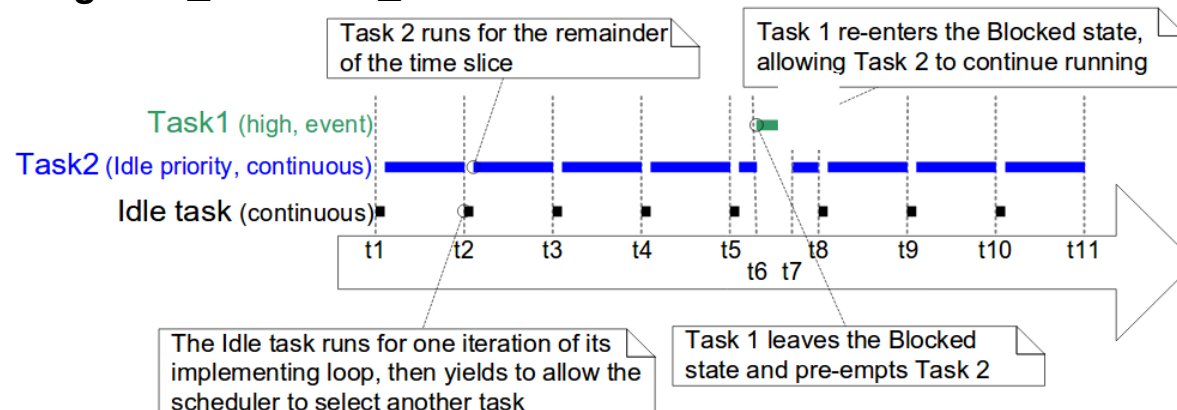 Task 2 runs for the remainder
of the time slice
Task 1 re-enters the Blocked state,
allowing Task 2 to continue running
Task1 (high, event)
Task2 (Idle priority, continuous)
Idle task (continuous)
t1 t2 t3 t4 t5 t8 t9 t10 t11
t6 t7
The Idle task runs for one iteration of its
implementing loop, then yields to allow the
scheduler to select another task
Task 1 leaves the Blocked
state and pre-empts Task 2